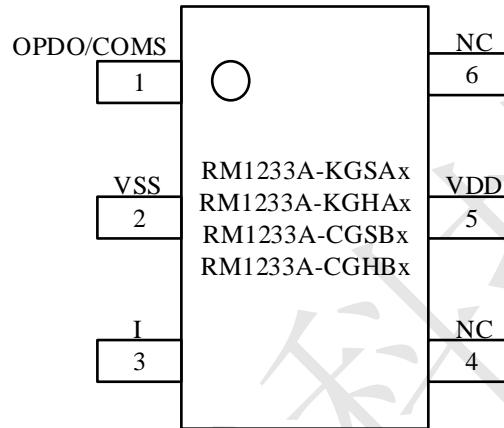 OPDO/COMS
1
NC
6
VSS
2
VDD
5
I
3
NC
4
RM1233A-KGSAx
RM1233A-KGHAx
RM1233A-CGSBx
RM1233A-CGHBx
科